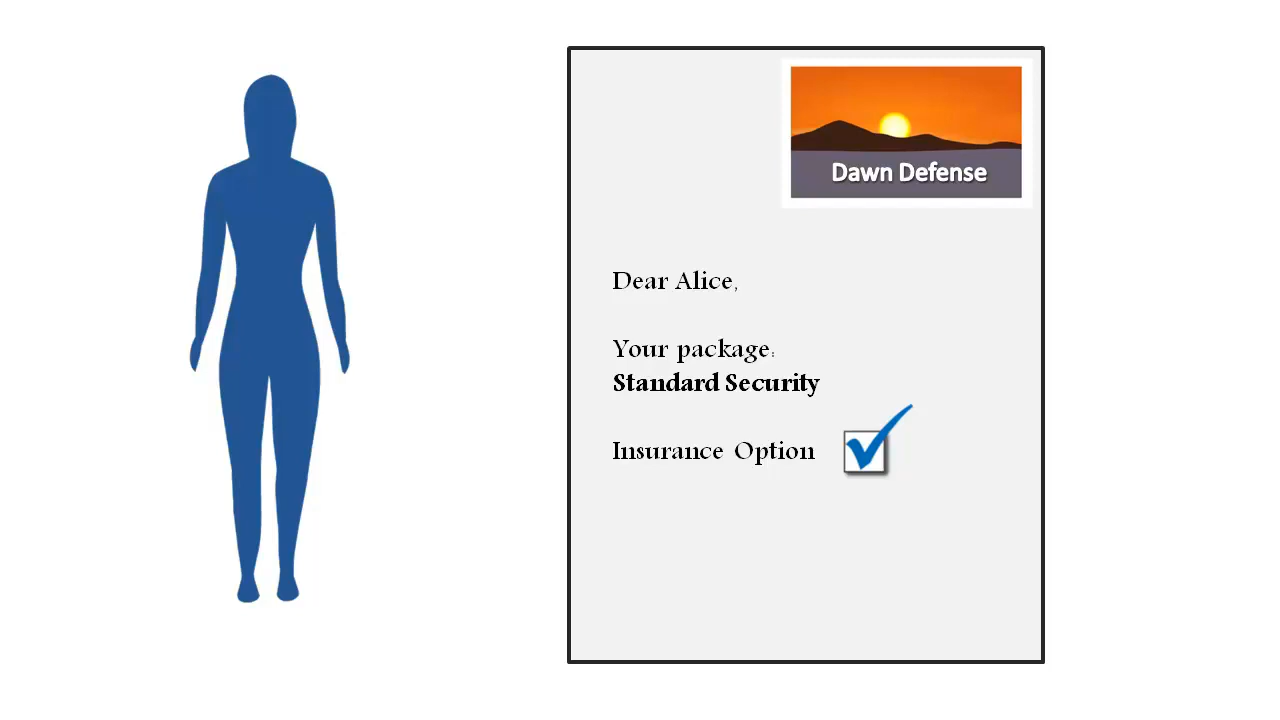 Dawn Defense
Dear Alice,
Your package:
Standard Security
Insurance Option